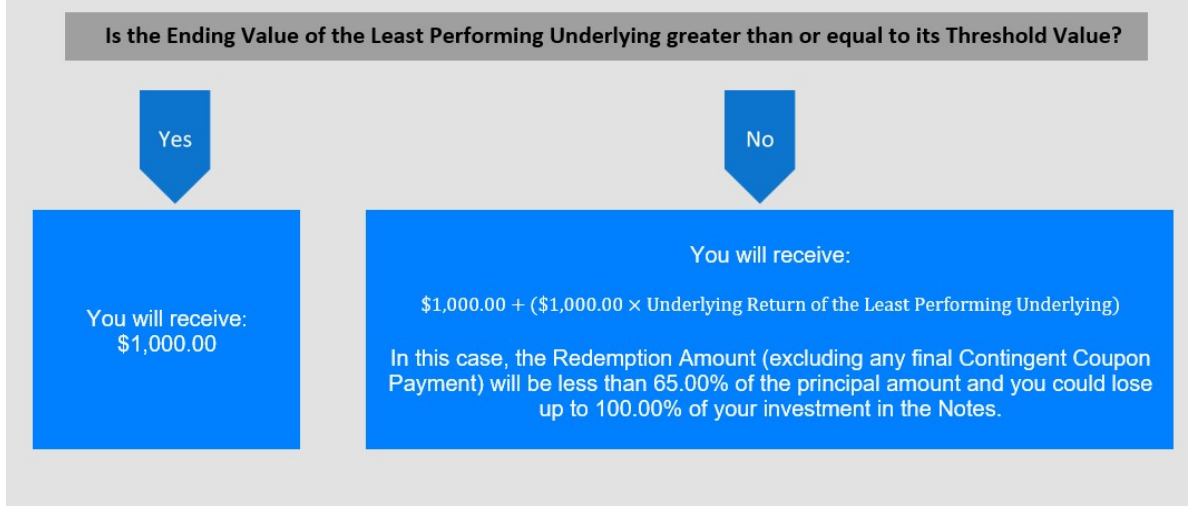 Is the Ending Value of the Least Performing Underlying greater than or equal to its Threshold Value?
Yes
No
You will receive:
$1,000.00
You will receive:
$1,000.00 + ($1,000.00 × Underlying Return of the Least Performing Underlying)
In this case, the Redemption Amount (excluding any final Contingent Coupon
Payment) will be less than 65.00% of the principal amount and you could lose
up to 100.00% of your investment in the Notes.